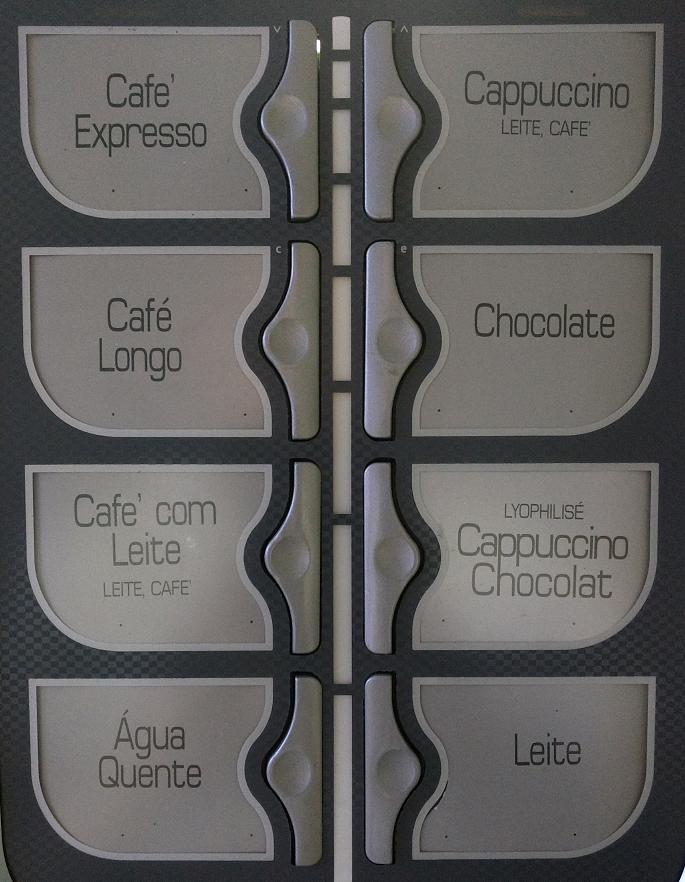 Cafe'
Expresso
Cappuccino
LEITE, CAFE'
Café
Longo
c
e
Chocolate
Cafe' com
Leite
LEITE, CAFE'
LYOPHILISÉ
Cappuccino
Chocolat
Água
Quente
Leite